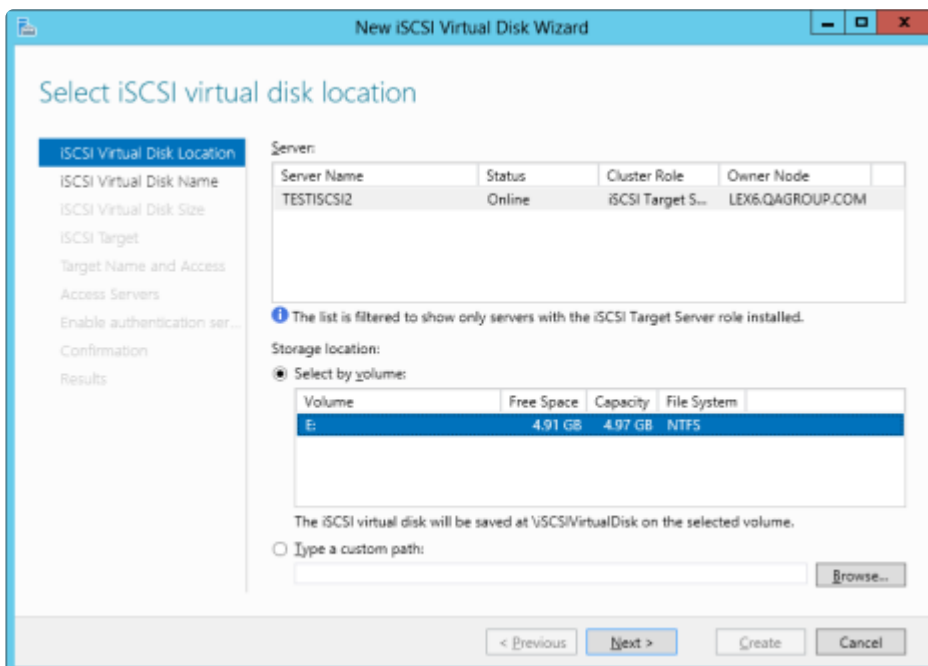 New iSCSI Virtual Disk Wizard
Select iSCSI virtual disk location
iSCSI Virtual Disk Location
iSCSI Virtual Disk Name
iSCSI Virtual Disk Size
iSCSI Target
Target Name and Access
Access Servers
Enable authentication ser...
Confirmation
Results
Server:
Server Name Status Cluster Role Owner Node
TESTISCSI2 Online iSCSI Target S... LEX6.QAGROUP.COM
The list is filtered to show only servers with the iSCSI Target Server role installed.
Storage location:
Select by volume:
Volume Free Space Capacity File System
E: 4.91 GB 4.97 GB NTFS
The iSCSI virtual disk will be saved at \iSCSIVirtualDisk on the selected volume.
Type a custom path:
Browse...
< Previous Next > Create Cancel